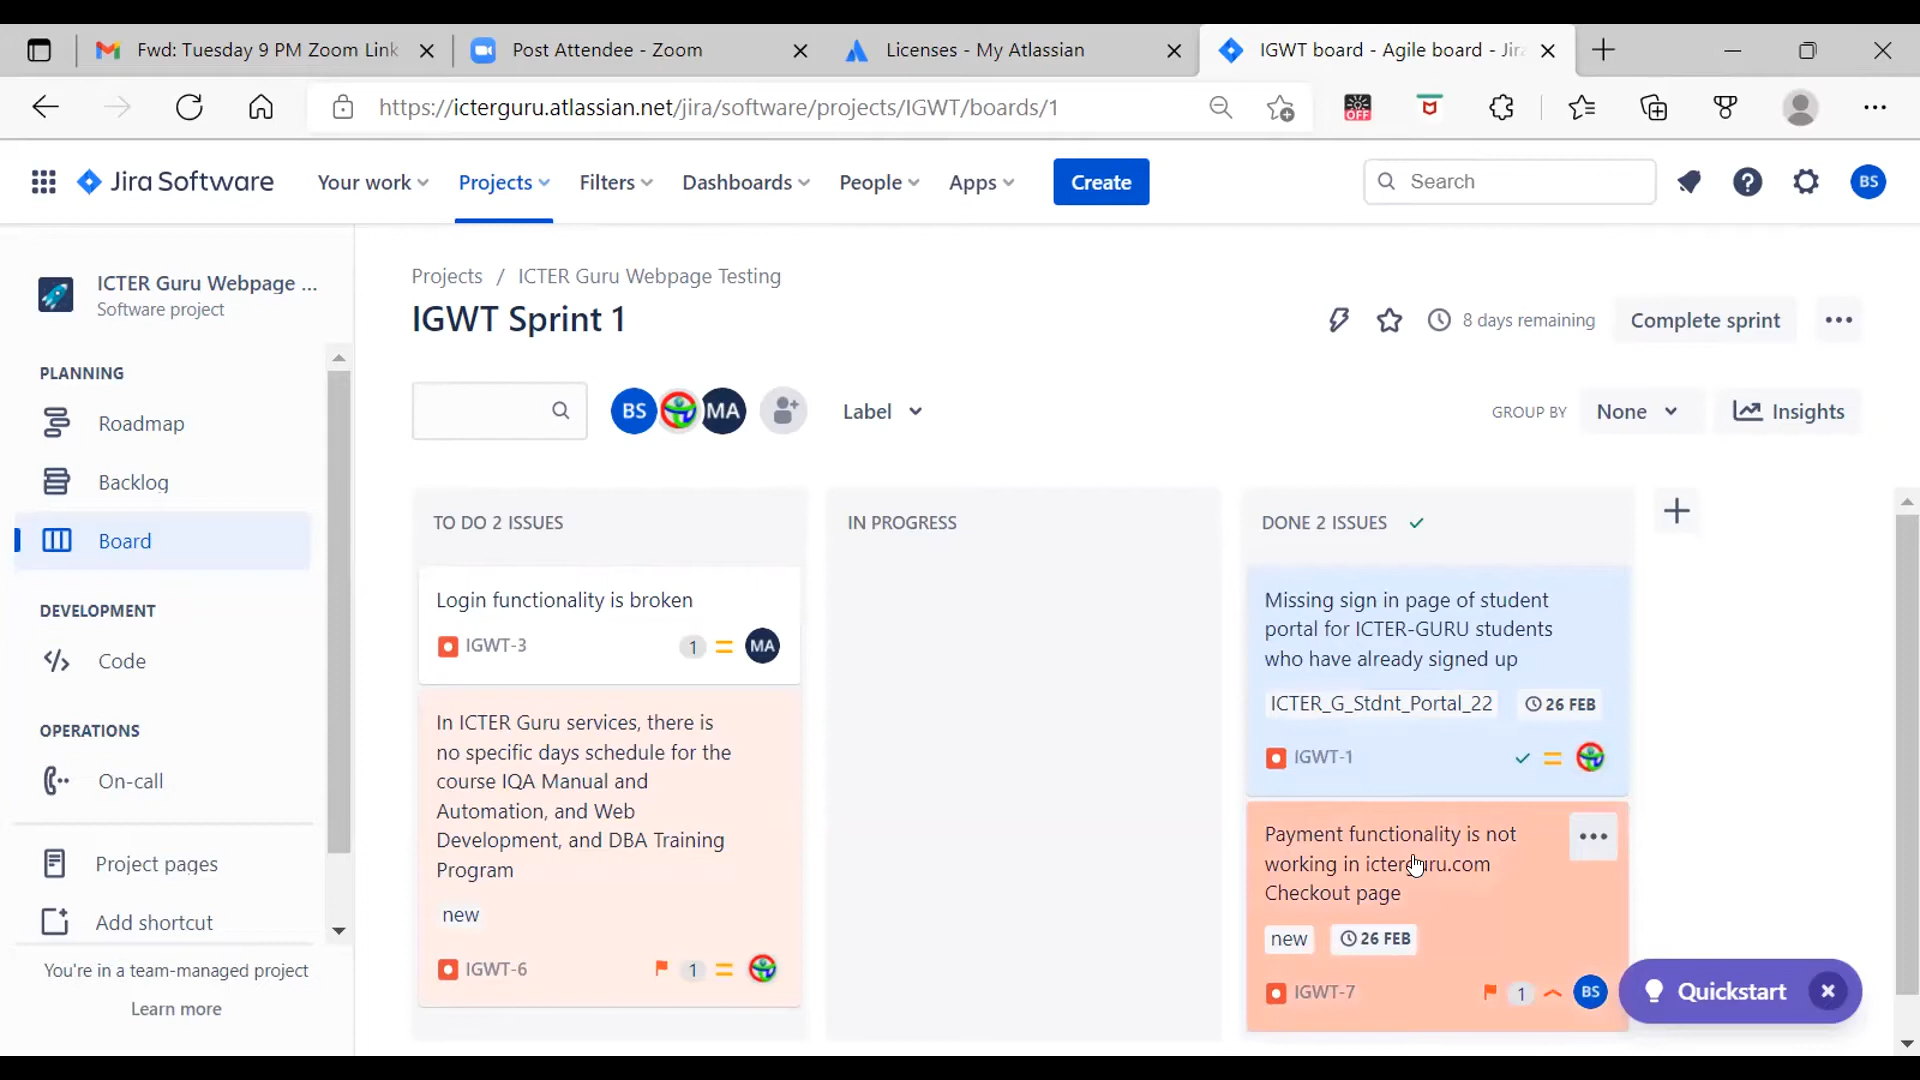 Fwd: Tuesday 9 PM Zoom Link
Post Attendee - Zoom
Licenses - My Atlassian
IGWT board - Agile board - Jira
https://icterguru.atlassian.net/jira/software/projects/IGWT/boards/1
OFF
Jira Software
Your work
Projects
Filters
Dashboards
People
Apps
Create
Search
BS
ICTER Guru Webpage ...
Software project
PLANNING
Roadmap
Backlog
Board
DEVELOPMENT
Code
OPERATIONS
On-call
Project pages
Add shortcut
You're in a team-managed project
Learn more
Projects / ICTER Guru Webpage Testing
IGWT Sprint 1
8 days remaining
Complete sprint
BS
MA
Label
GROUP BY
None
Insights
TO DO 2 ISSUES
Login functionality is broken
IGWT-3
1
MA
In ICTER Guru services, there is
no specific days schedule for the
course IQA Manual and
Automation, and Web
Development, and DBA Training
Program
new
IGWT-6
1
IN PROGRESS
DONE 2 ISSUES
Missing sign in page of student
portal for ICTER-GURU students
who have already signed up
ICTER_G_Stdnt_Portal_22
26 FEB
IGWT-1
Payment functionality is not
working in icterguru.com
Checkout page
new
26 FEB
IGWT-7
1
BS
Quickstart